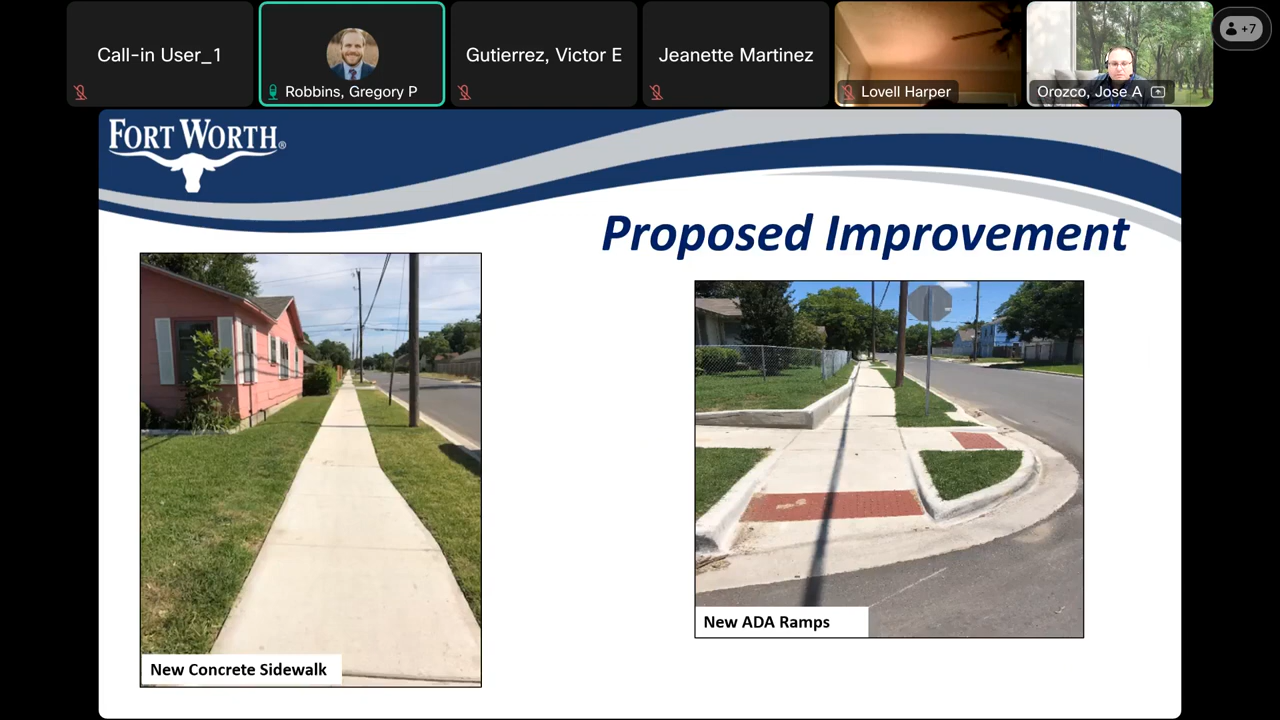 Call-in User_1
Robbins, Gregory P
Gutierrez, Victor E
Jeanette Martinez
Lovell Harper
Orozco, Jose A
+7
FORT WORTH®
Proposed Improvement
New Concrete Sidewalk
New ADA Ramps